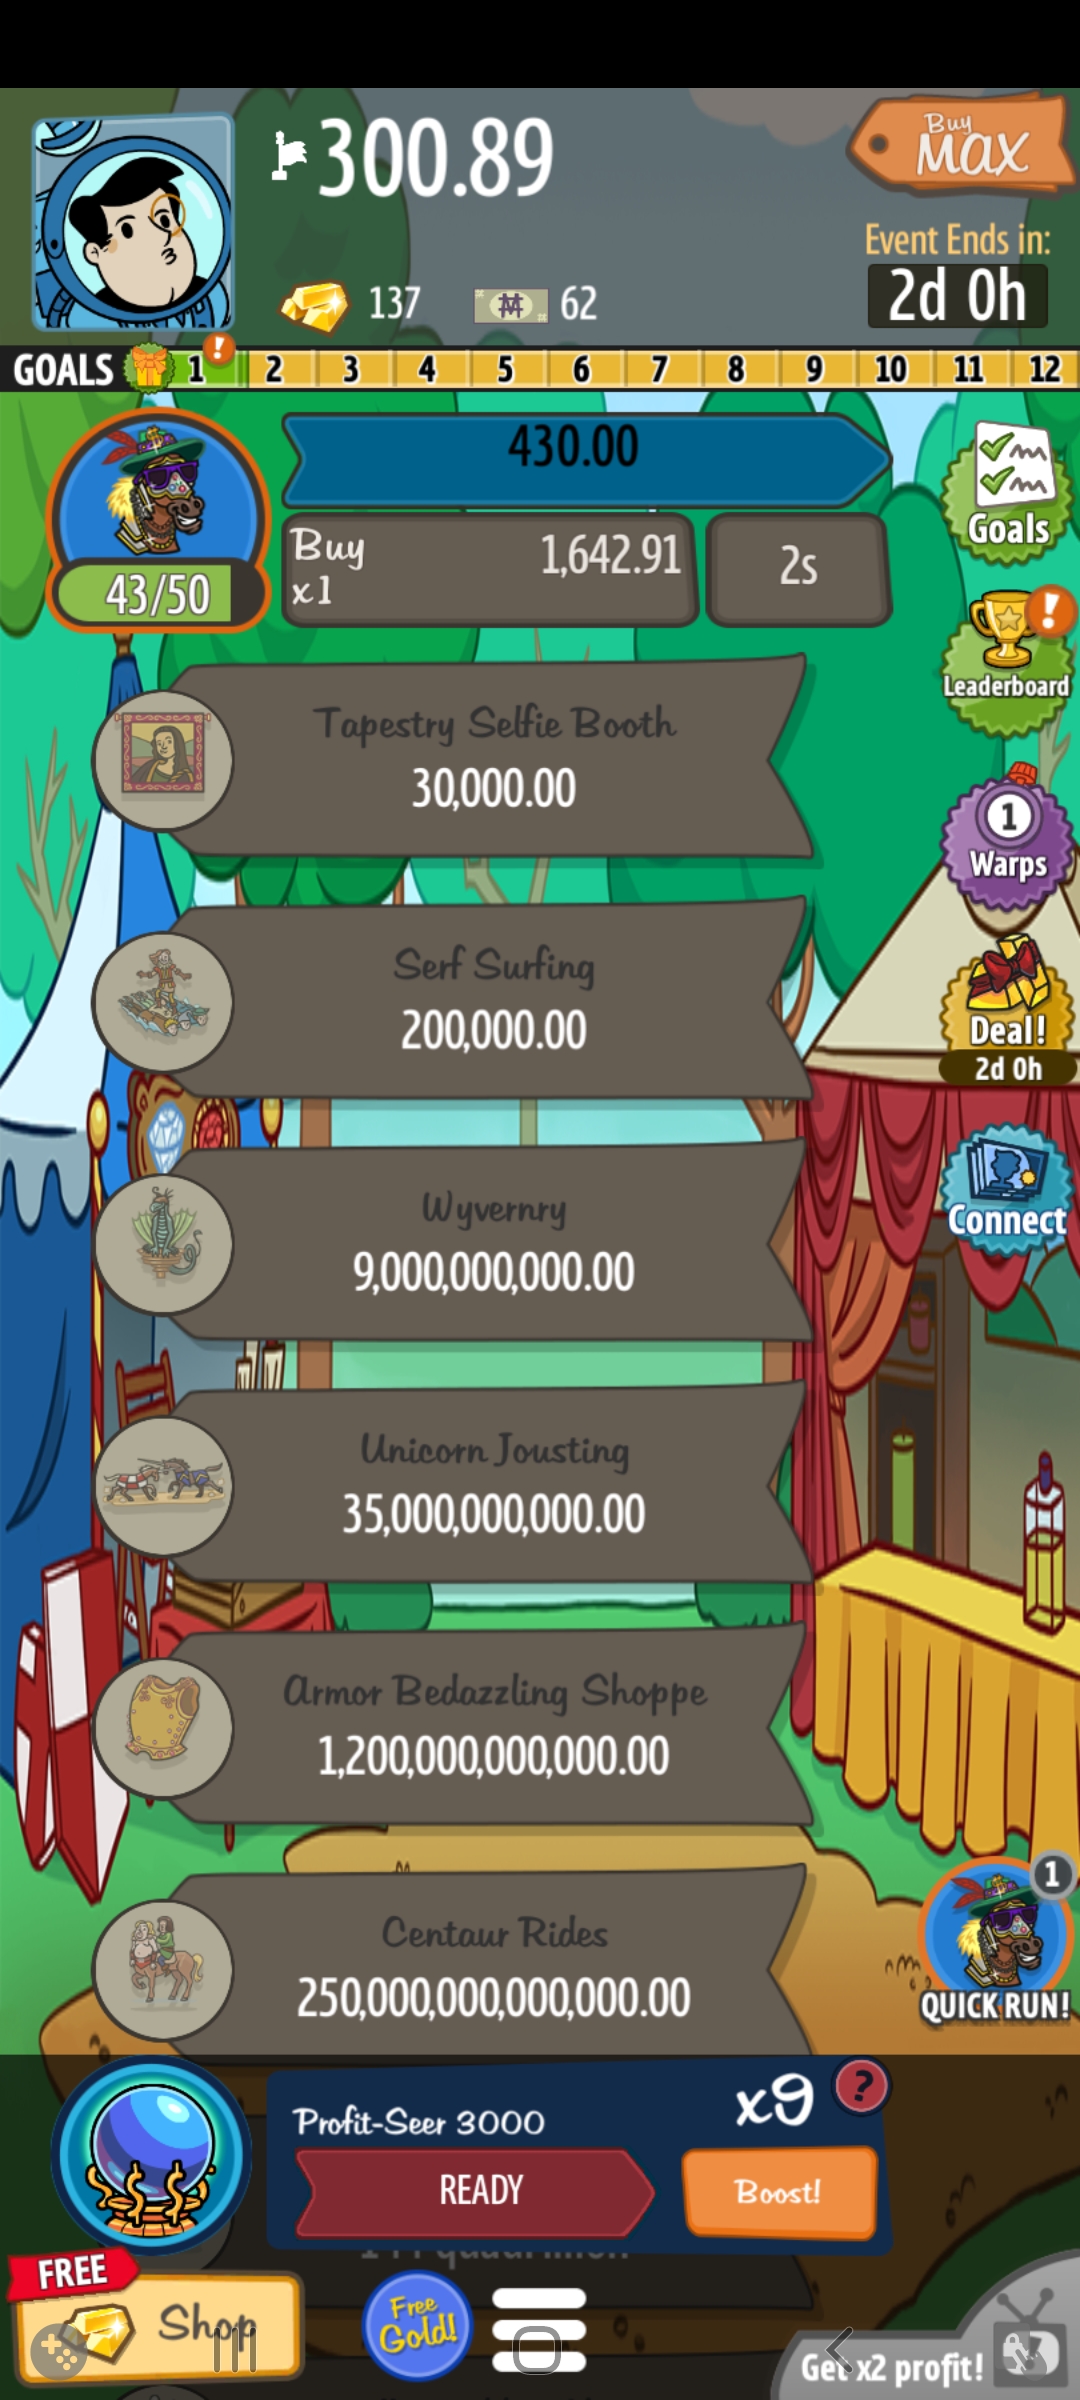 300.89
Buy
MAX
137
62
Event Ends in:
2d 0h
GOALS 1 ! 2 3 4 5 6 7 8 9 10 11 12
430.00
43/50
Buy
x1
1,642.91
2s
Goals
!
Leaderboard
Tapestry Selfie Booth
30,000.00
1
Warps
Serf Surfing
200,000.00
Deal!
2d 0h
Wyvernry
9,000,000,000.00
Connect
Unicorn Jousting
35,000,000,000.00
Armor Bedazzling Shoppe
1,200,000,000,000.00
Centaur Rides
250,000,000,000,000.00
1
QUICK RUN!
Profit-Seer 3000
x9
?
READY
Boost!
FREE
Shop
Free
Gold!
Get x2 profit!